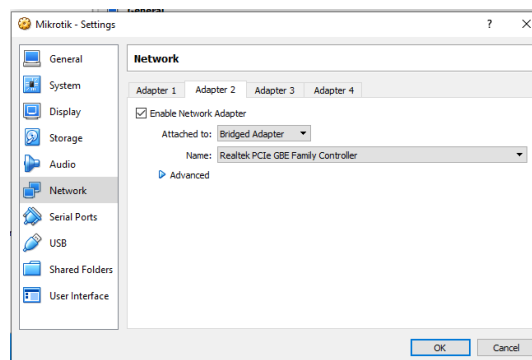 General
Mikrotik - Settings
?
General
System
Display
Storage
Audio
Network
Serial Ports
USB
Shared Folders
User Interface
Network
Adapter 1 Adapter 2 Adapter 3 Adapter 4
Enable Network Adapter
Attached to: Bridged Adapter
Name: Realtek PCIe GBE Family Controller
Advanced
OK Cancel